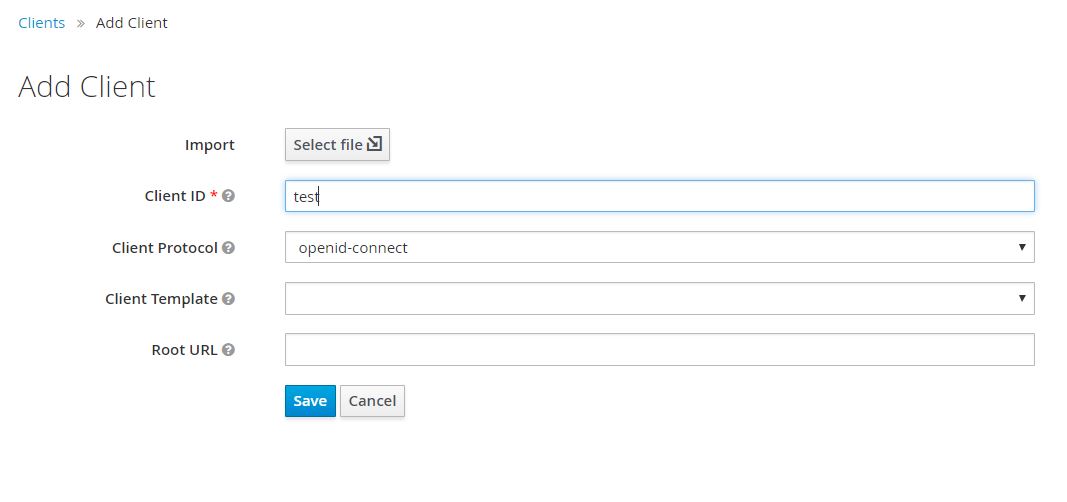 Clients » Add Client
Add Client
Import Select file
Client ID * ?
test
Client Protocol ? openid-connect
Client Template ?
Root URL ?
Save Cancel